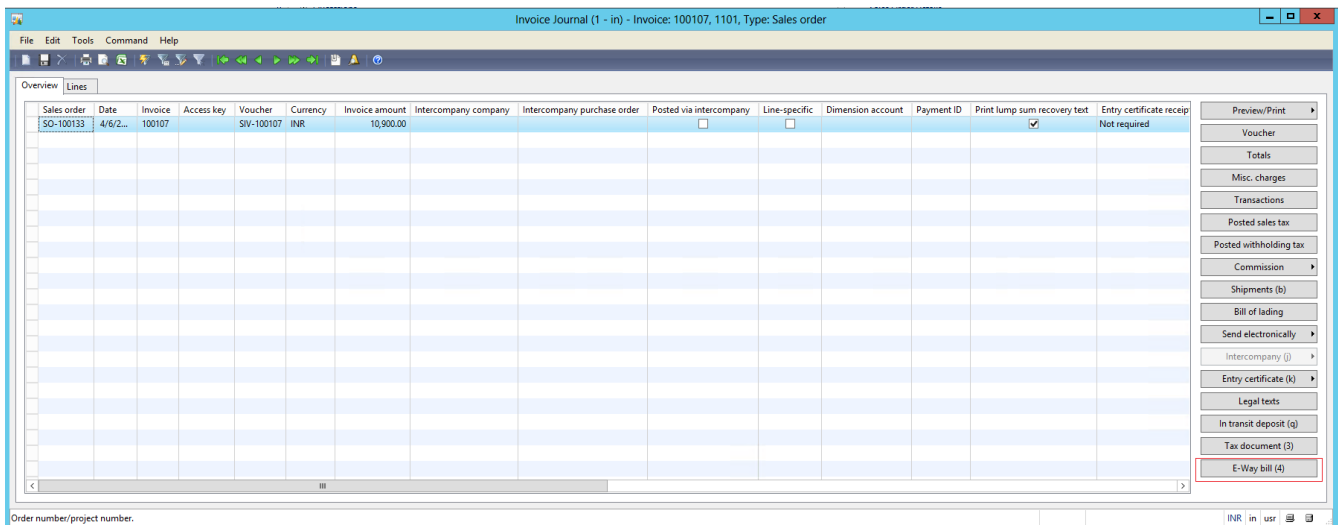 Invoice Journal (1 - in) - Invoice: 100107, 1101, Type: Sales order
File Edit Tools Command Help
Overview Lines
Sales order Date Invoice Access key Voucher Currency Invoice amount Intercompany company Intercompany purchase order Posted via intercompany Line-specific Dimension account Payment ID Print lump sum recovery text Entry certificate receip
SO-100133 4/6/2... 100107 SIV-100107 INR 10,900.00 Not required
Preview/Print
Voucher
Totals
Misc. charges
Transactions
Posted sales tax
Posted withholding tax
Commission
Shipments (b)
Bill of lading
Send electronically
Intercompany (j)
Entry certificate (k)
Legal texts
In transit deposit (q)
Tax document (3)
E-Way bill (4)
Order number/project number. INR in usr